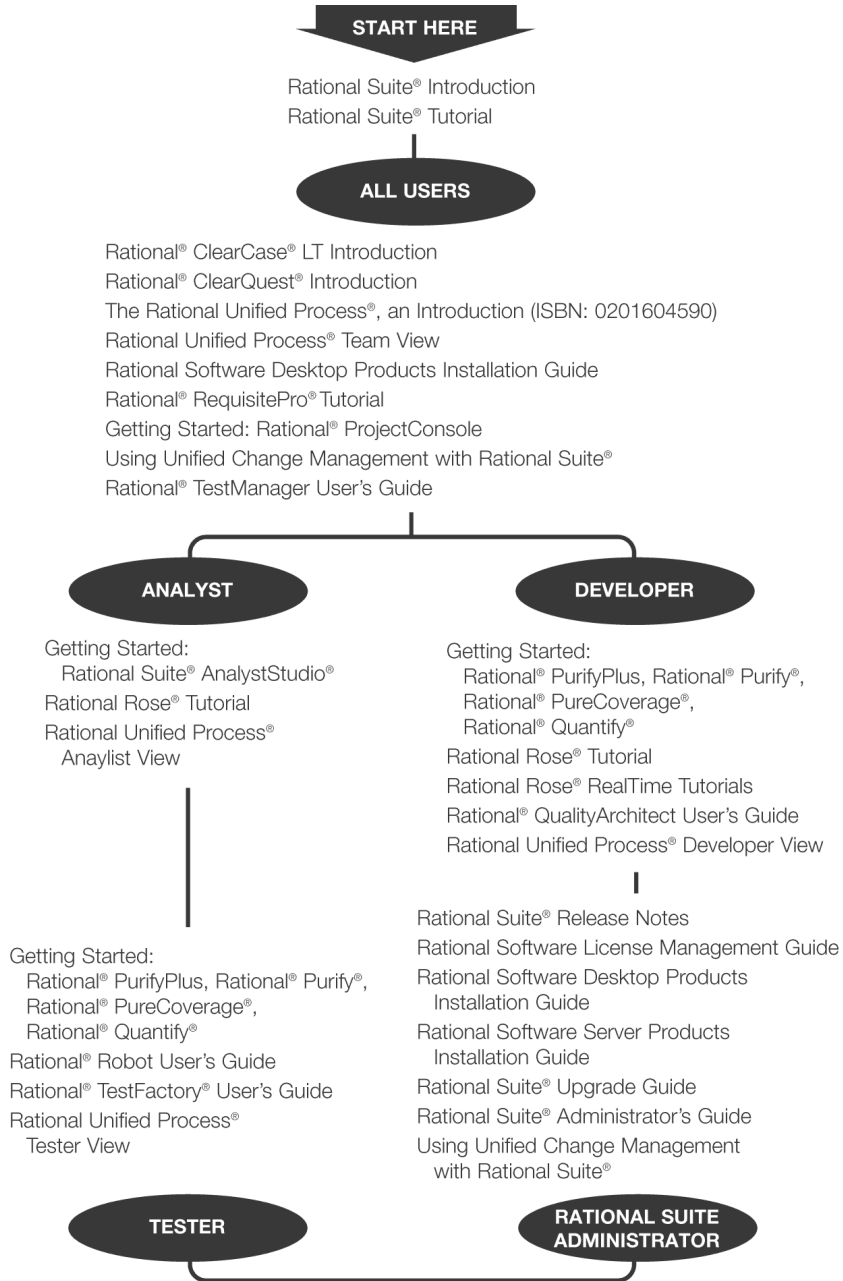 START HERE
Rational Suite® Introduction
Rational Suite® Tutorial
ALL USERS
Rational® ClearCase® LT Introduction
Rational® ClearQuest® Introduction
The Rational Unified Process®, an Introduction (ISBN: 0201604590)
Rational Unified Process® Team View
Rational Software Desktop Products Installation Guide
Rational® RequisitePro® Tutorial
Getting Started: Rational® ProjectConsole
Using Unified Change Management with Rational Suite®
Rational® TestManager User's Guide
ANALYST
Getting Started:
Rational Suite® AnalystStudio®
Rational Rose® Tutorial
Rational Unified Process®
Anaylist View
DEVELOPER
Getting Started:
Rational® PurifyPlus, Rational® Purify®,
Rational® PureCoverage®,
Rational® Quantify®
Rational Rose® Tutorial
Rational Rose® RealTime Tutorials
Rational® QualityArchitect User's Guide
Rational Unified Process® Developer View
Getting Started:
Rational® PurifyPlus, Rational® Purify®,
Rational® PureCoverage®,
Rational® Quantify®
Rational® Robot User's Guide
Rational® TestFactory® User's Guide
Rational Unified Process®
Tester View
TESTER
Rational Suite® Release Notes
Rational Software License Management Guide
Rational Software Desktop Products
Installation Guide
Rational Software Server Products
Installation Guide
Rational Suite® Upgrade Guide
Rational Suite® Administrator's Guide
Using Unified Change Management
with Rational Suite®
RATIONAL SUITE
ADMINISTRATOR